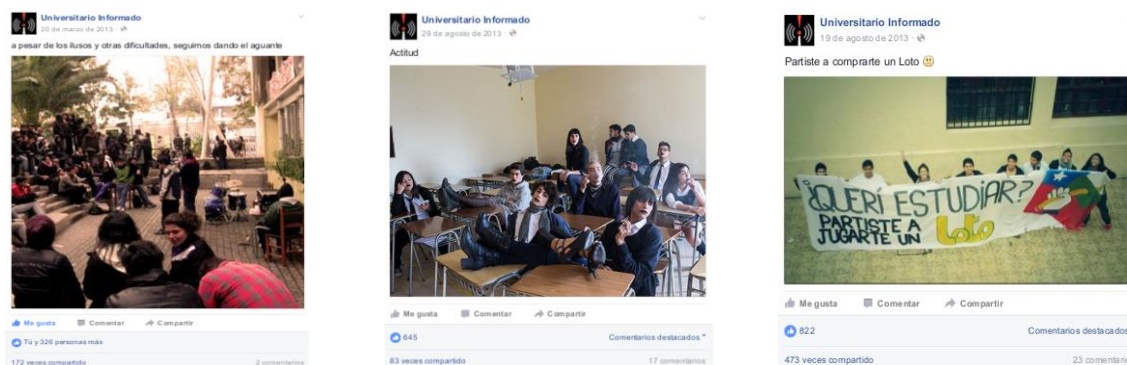 Universitario Informado
26 de marzo de 2013
a pesar de los ilusos y otras dificultades, seguimos dando el aguante
Me gusta Comentar Compartir
Tú y 326 personas más
172 veces compartido 2 comentarios
Universitario Informado
29 de agosto de 2013
Actitud
Me gusta Comentar Compartir
645 Comentarios destacados
83 veces compartido 17 comentarios
Universitario Informado
19 de agosto de 2013
Partiste a comprarte un Loto
¿QUERÍ ESTUDIAR?
PARTISTE A
JUGARTE UN Loto
Me gusta Comentar Compartir
822 Comentarios destacados
473 veces compartido 23 comentario